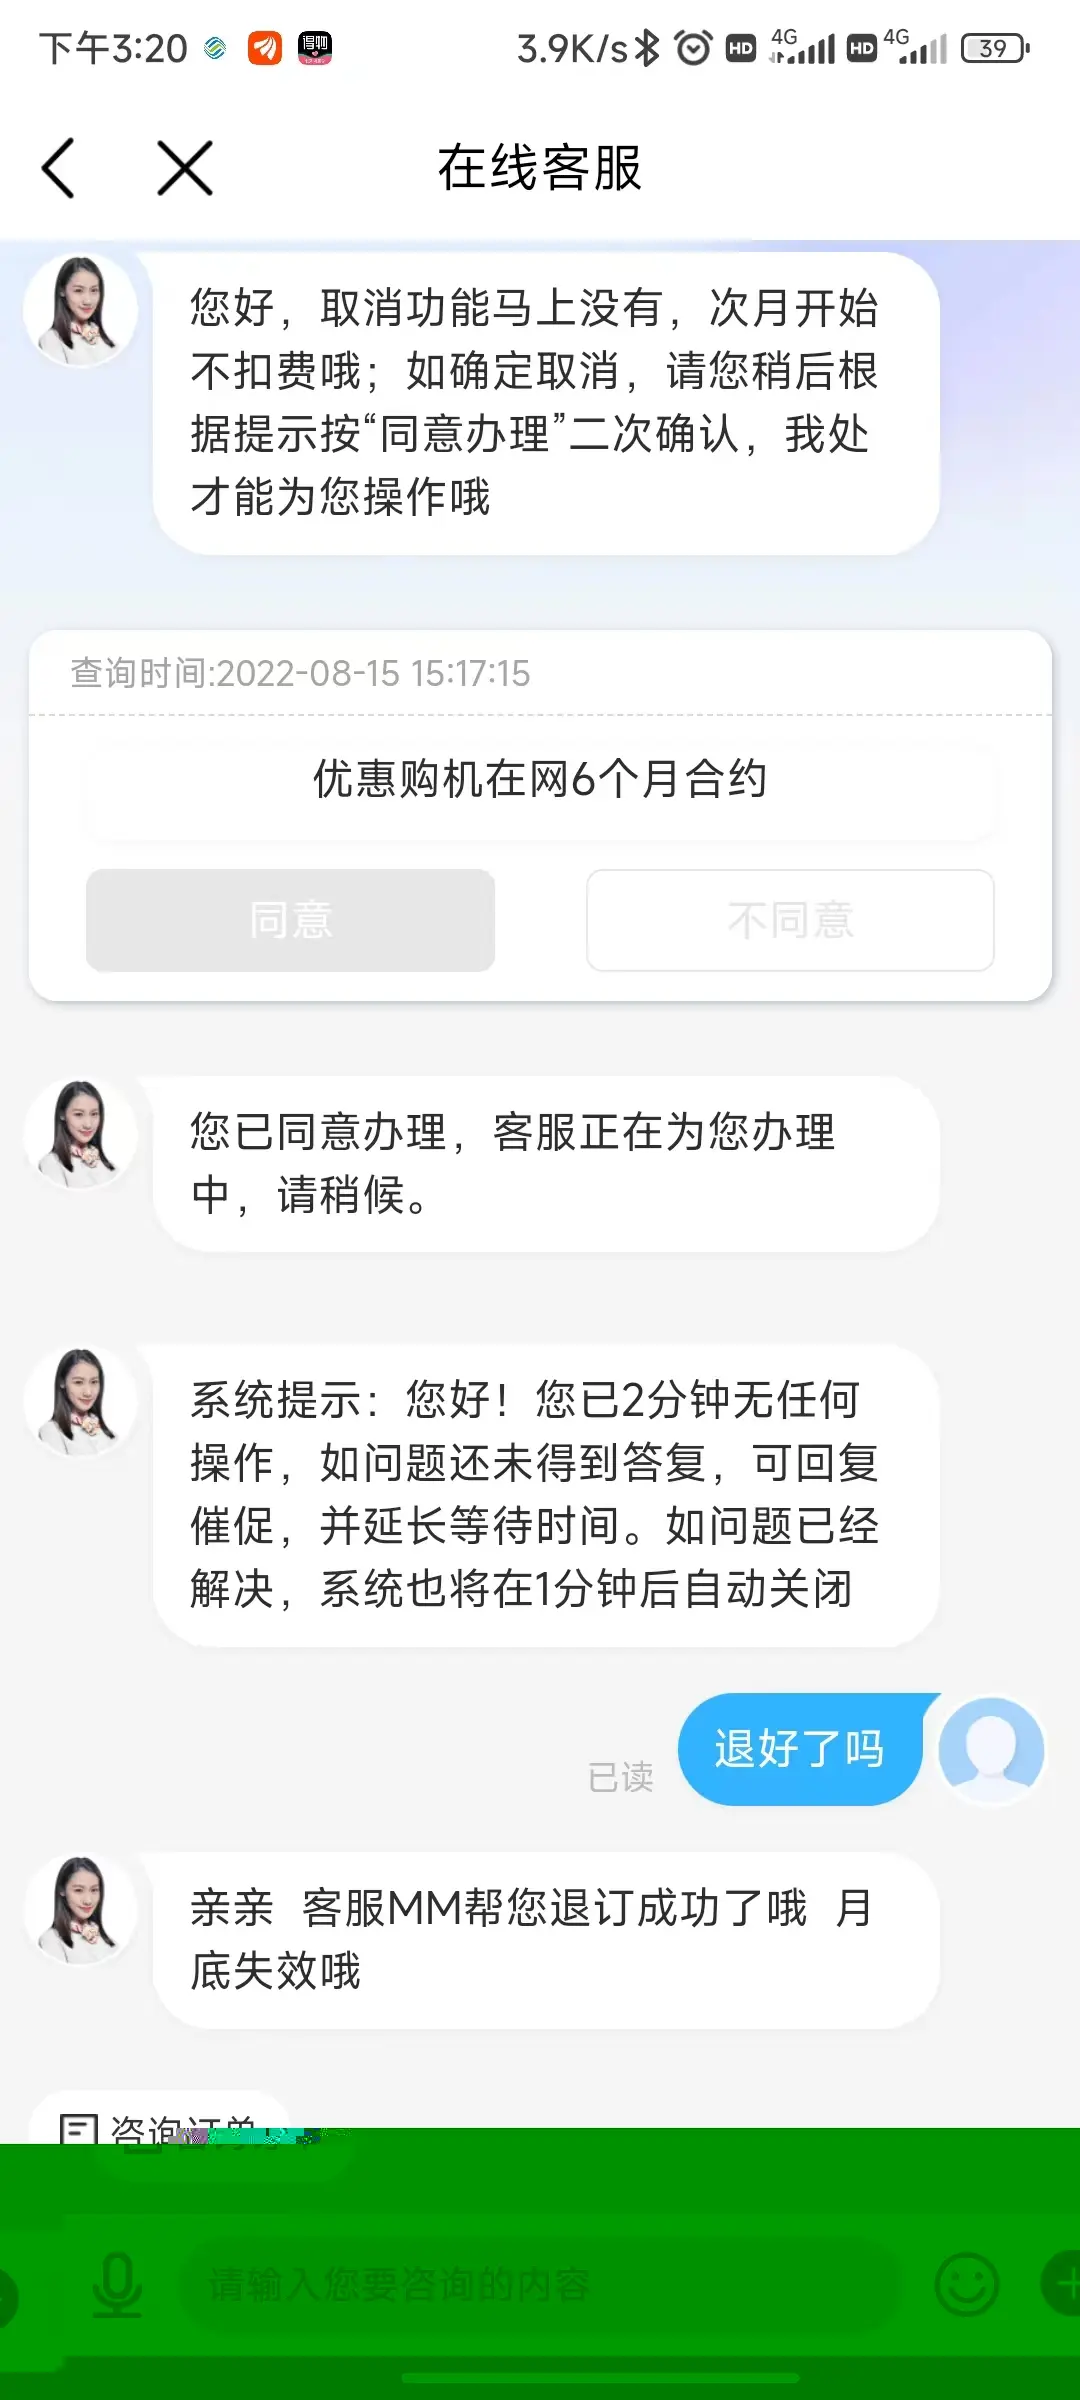 下午3:20
得物
3.9K/s
HD
4G
HD
4G
39
在线客服
您好，取消功能马上没有，次月开始
不扣费哦；如确定取消，请您稍后根
据提示按“同意办理”二次确认，我处
才能为您操作哦
查询时间:2022-08-15 15:17:15
优惠购机在网6个月合约
同意
不同意
您已同意办理，客服正在为您办理
中，请稍候。
系统提示：您好！您已2分钟无任何
操作，如问题还未得到答复，可回复
催促，并延长等待时间。如问题已经
解决，系统也将在1分钟后自动关闭
退好了吗
已读
亲亲 客服MM帮您退订成功了哦 月
底失效哦
咨询订单
请输入您要咨询的内容